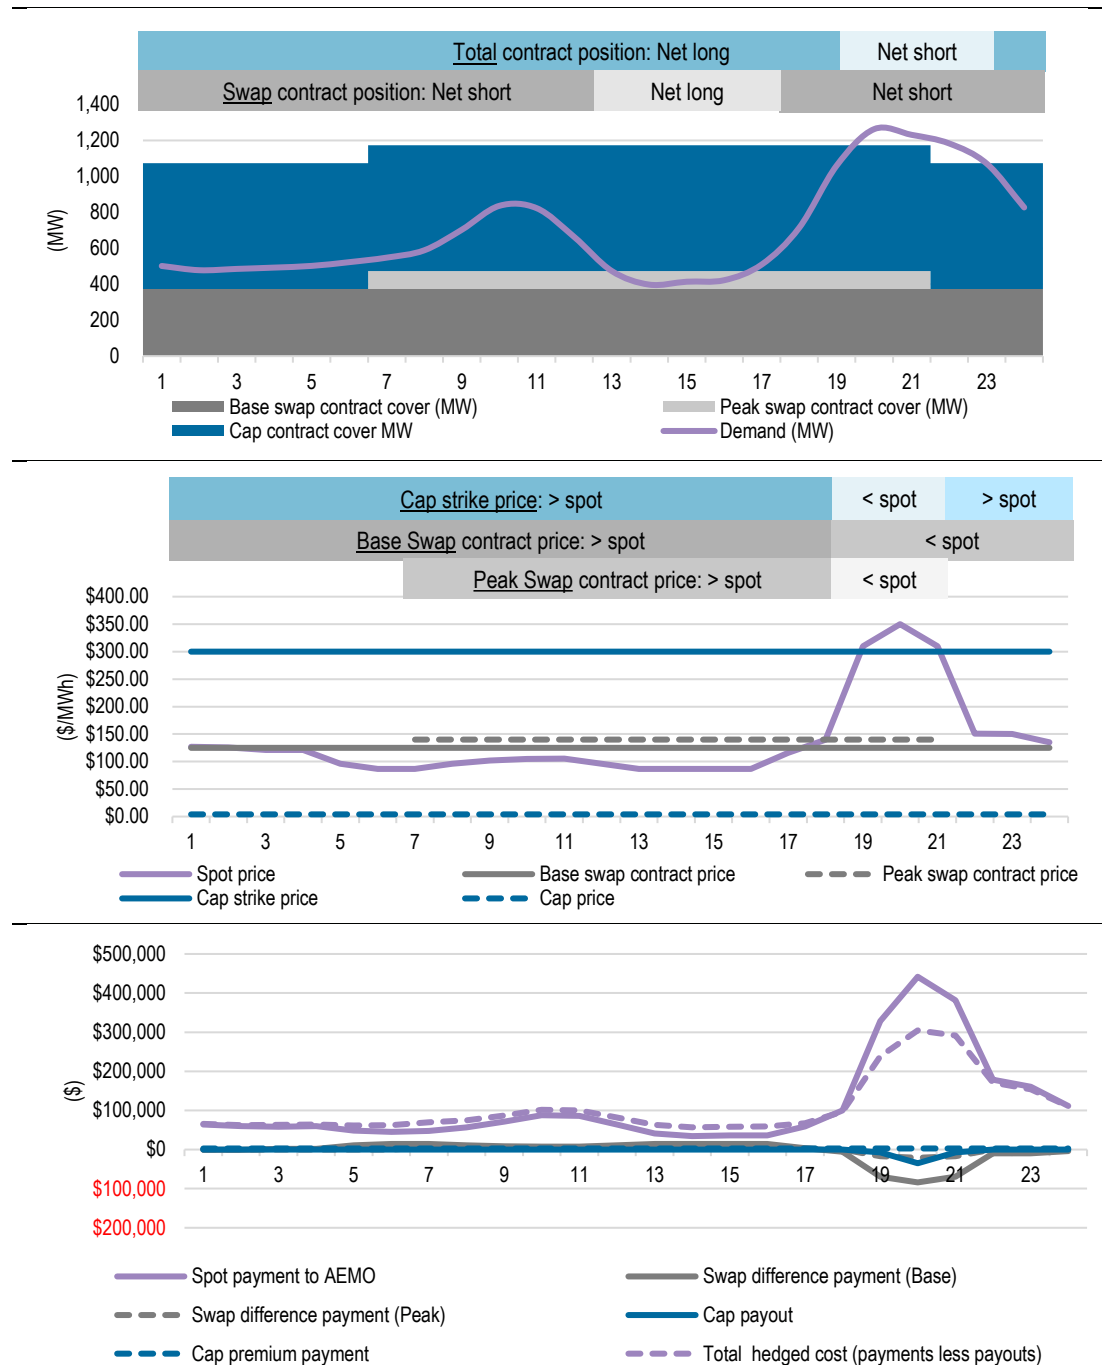 Total contract position: Net long Net short
Swap contract position: Net short Net long Net short
1,400
1,200
1,000
800
600
400
200
0
(MW)
1 3 5 7 9 11 13 15 17 19 21 23
Base swap contract cover (MW) Peak swap contract cover (MW)
Cap contract cover MW Demand (MW)
Cap strike price: > spot < spot > spot
Base Swap contract price: > spot < spot
Peak Swap contract price: > spot < spot
$400.00
$350.00
$300.00
$250.00
$200.00
$150.00
$100.00
$50.00
$0.00
($/MWh)
1 3 5 7 9 11 13 15 17 19 21 23
Spot price Base swap contract price Peak swap contract price
Cap strike price Cap price
$500,000
$400,000
$300,000
$200,000
$100,000
$0
$100,000
$200,000
($)
1 3 5 7 9 11 13 15 17 19 21 23
Spot payment to AEMO Swap difference payment (Base)
Swap difference payment (Peak) Cap payout
Cap premium payment Total hedged cost (payments less payouts)